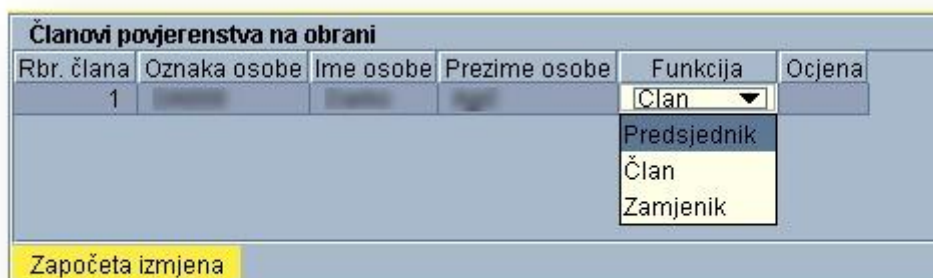 Članovi povjerenstva na obrani
Rbr. člana Oznaka osobe Ime osobe Prezime osobe Funkcija Ocjena
1 Član
Predsjednik
Član
Zamjenik
Započeta izmjena